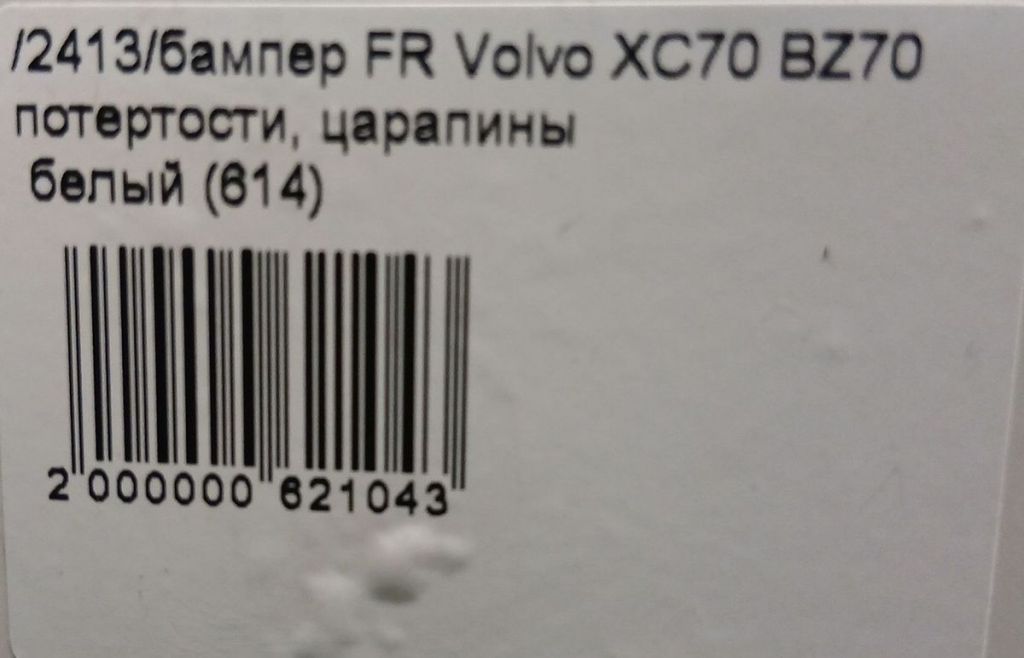 /2413/бампер FR Volvo XC70 BZ70
потертости, царапины
белый (614)
2 000000 621043